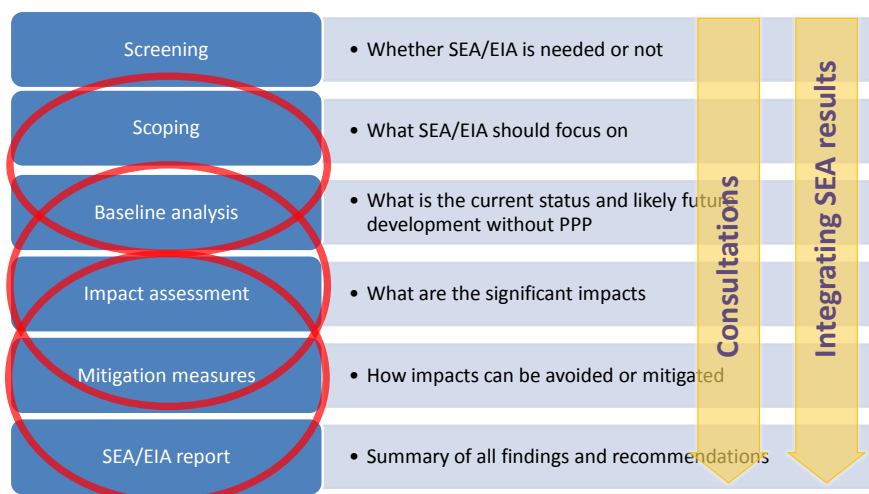 Screening
• Whether SEA/EIA is needed or not
Scoping
• What SEA/EIA should focus on
Baseline analysis
• What is the current status and likely future
development without PPP
Impact assessment
• What are the significant impacts
Mitigation measures
• How impacts can be avoided or mitigated
SEA/EIA report
• Summary of all findings and recommendations
Consultations
Integrating SEA results